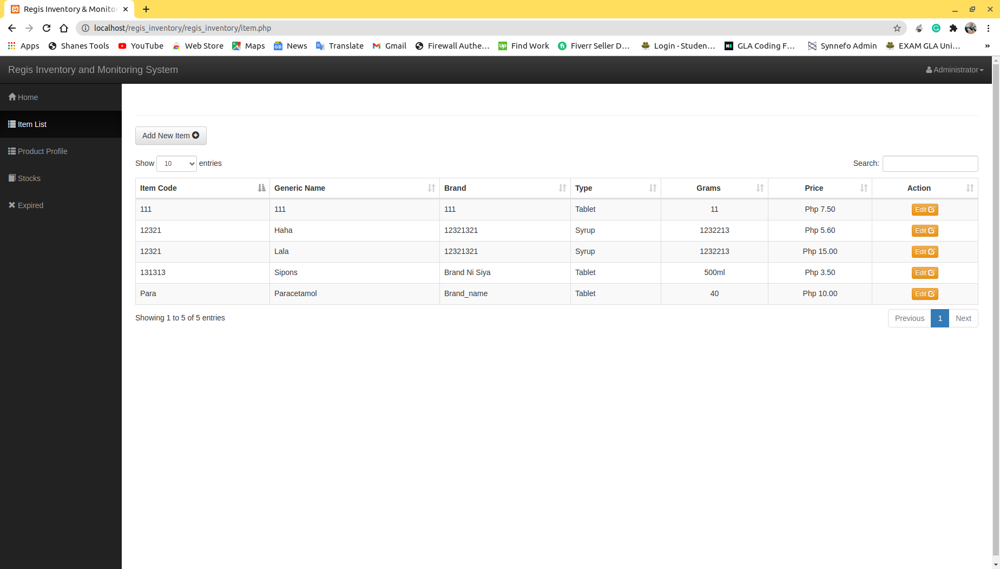 Regis Inventory & Monitor
localhost/regis_inventory/regis_inventory/item.php
Apps Shanes Tools YouTube Web Store Maps News Translate Gmail Firewall Authe... Find Work Fiverr Seller D... Login - Studen... GLA Coding F... Synnefo Admin EXAM GLA Uni... »
Regis Inventory and Monitoring System Administrator
Home
Item List
Product Profile
Stocks
Expired
Add New Item
Show 10 entries Search:
Item Code Generic Name Brand Type Grams Price Action
111 111 111 Tablet 11 Php 7.50 Edit
12321 Haha 12321321 Syrup 1232213 Php 5.60 Edit
12321 Lala 12321321 Syrup 1232213 Php 15.00 Edit
131313 Sipons Brand Ni Siya Tablet 500ml Php 3.50 Edit
Para Paracetamol Brand_name Tablet 40 Php 10.00 Edit
Showing 1 to 5 of 5 entries Previous 1 Next